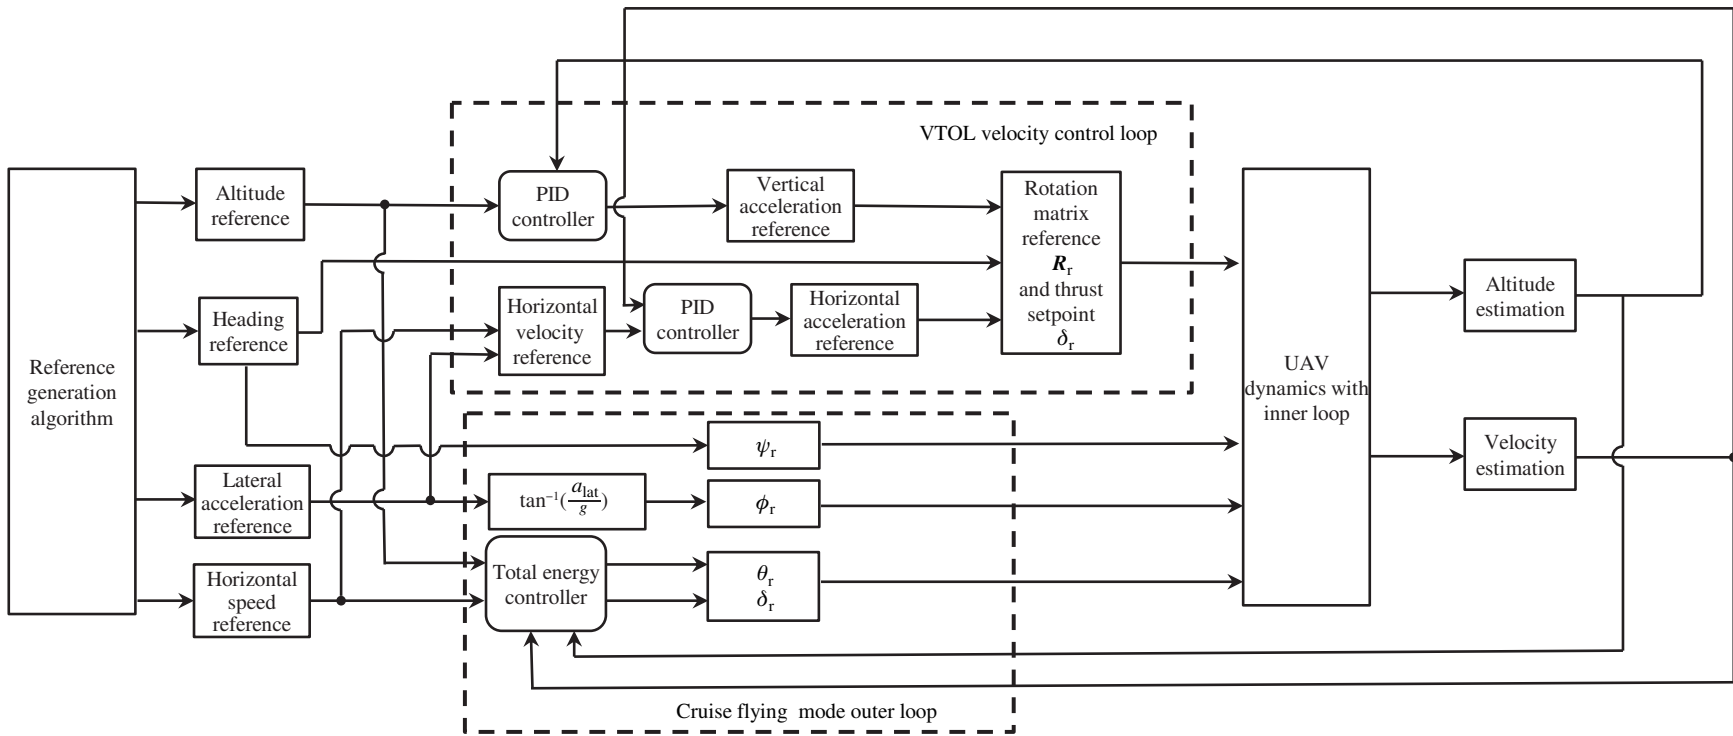 VTOL velocity control loop
Reference
generation
algorithm
Altitude
reference
PID
controller
Vertical
acceleration
reference
Rotation
matrix
reference
R_r
and thrust
setpoint
δ_r
Heading
reference
Horizontal
velocity
reference
PID
controller
Horizontal
acceleration
reference
UAV
dynamics with
inner loop
Altitude
estimation
Velocity
estimation
ψ_r
Lateral
acceleration
reference
tan⁻¹(a_lat/g)
ϕ_r
Horizontal
speed
reference
Total energy
controller
θ_r
δ_r
Cruise flying mode outer loop